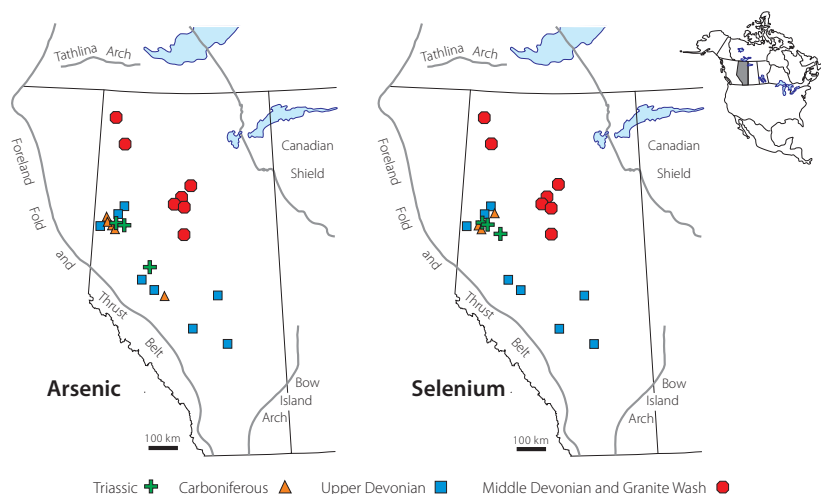 Tathlina Arch
Canadian
Shield
Foreland
Fold
and
Thrust
Belt
Arsenic
Bow
Island
Arch
100 km
Tathlina Arch
Canadian
Shield
Foreland
Fold
and
Thrust
Belt
Selenium
Bow
Island
Arch
100 km
Triassic Carboniferous Upper Devonian Middle Devonian and Granite Wash